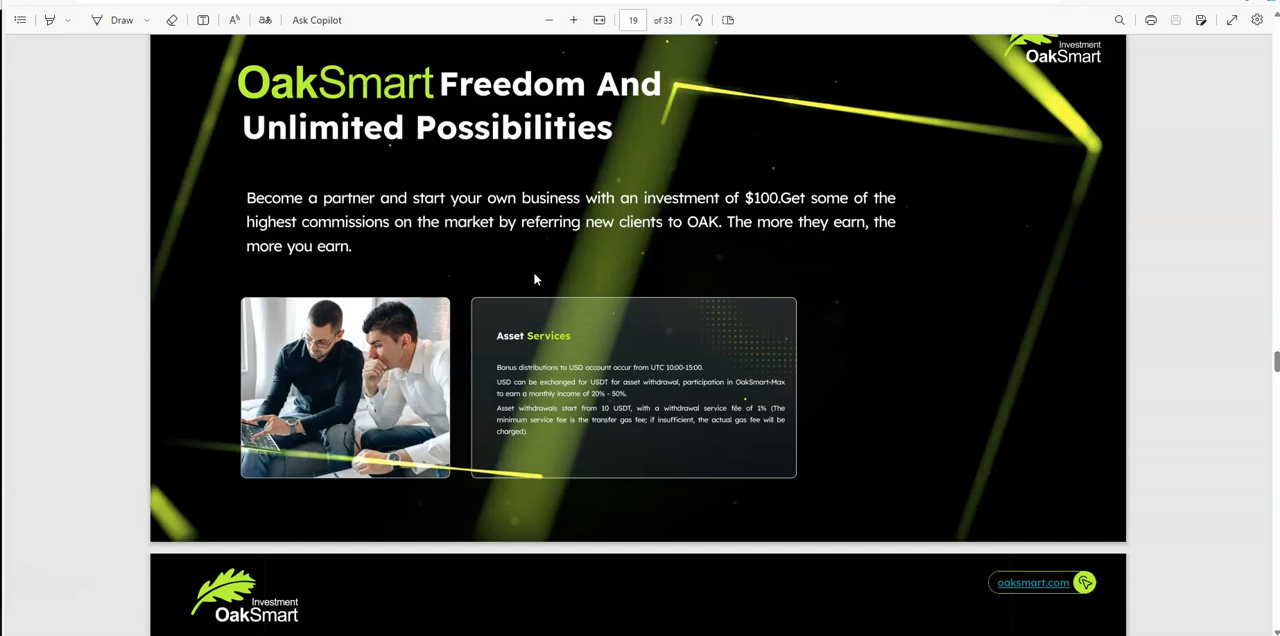 Draw
Ask Copilot
19 of 33
Investment
OakSmart
OakSmart Freedom And
Unlimited Possibilities
Become a partner and start your own business with an investment of $100.Get some of the
highest commissions on the market by referring new clients to OAK. The more they earn, the
more you earn.
Asset Services
Bonus distributions to USD account occur from UTC 10:00-15:00.
USD can be exchanged for USDT for asset withdrawal, participation in OakSmart-Max
to earn a monthly income of 20% - 50%.
Asset withdrawals start from 10 USDT, with a withdrawal service fee of 1% (The
minimum service fee is the transfer gas fee; if insufficient, the actual gas fee will be
charged).
Investment
OakSmart
oaksmart.com